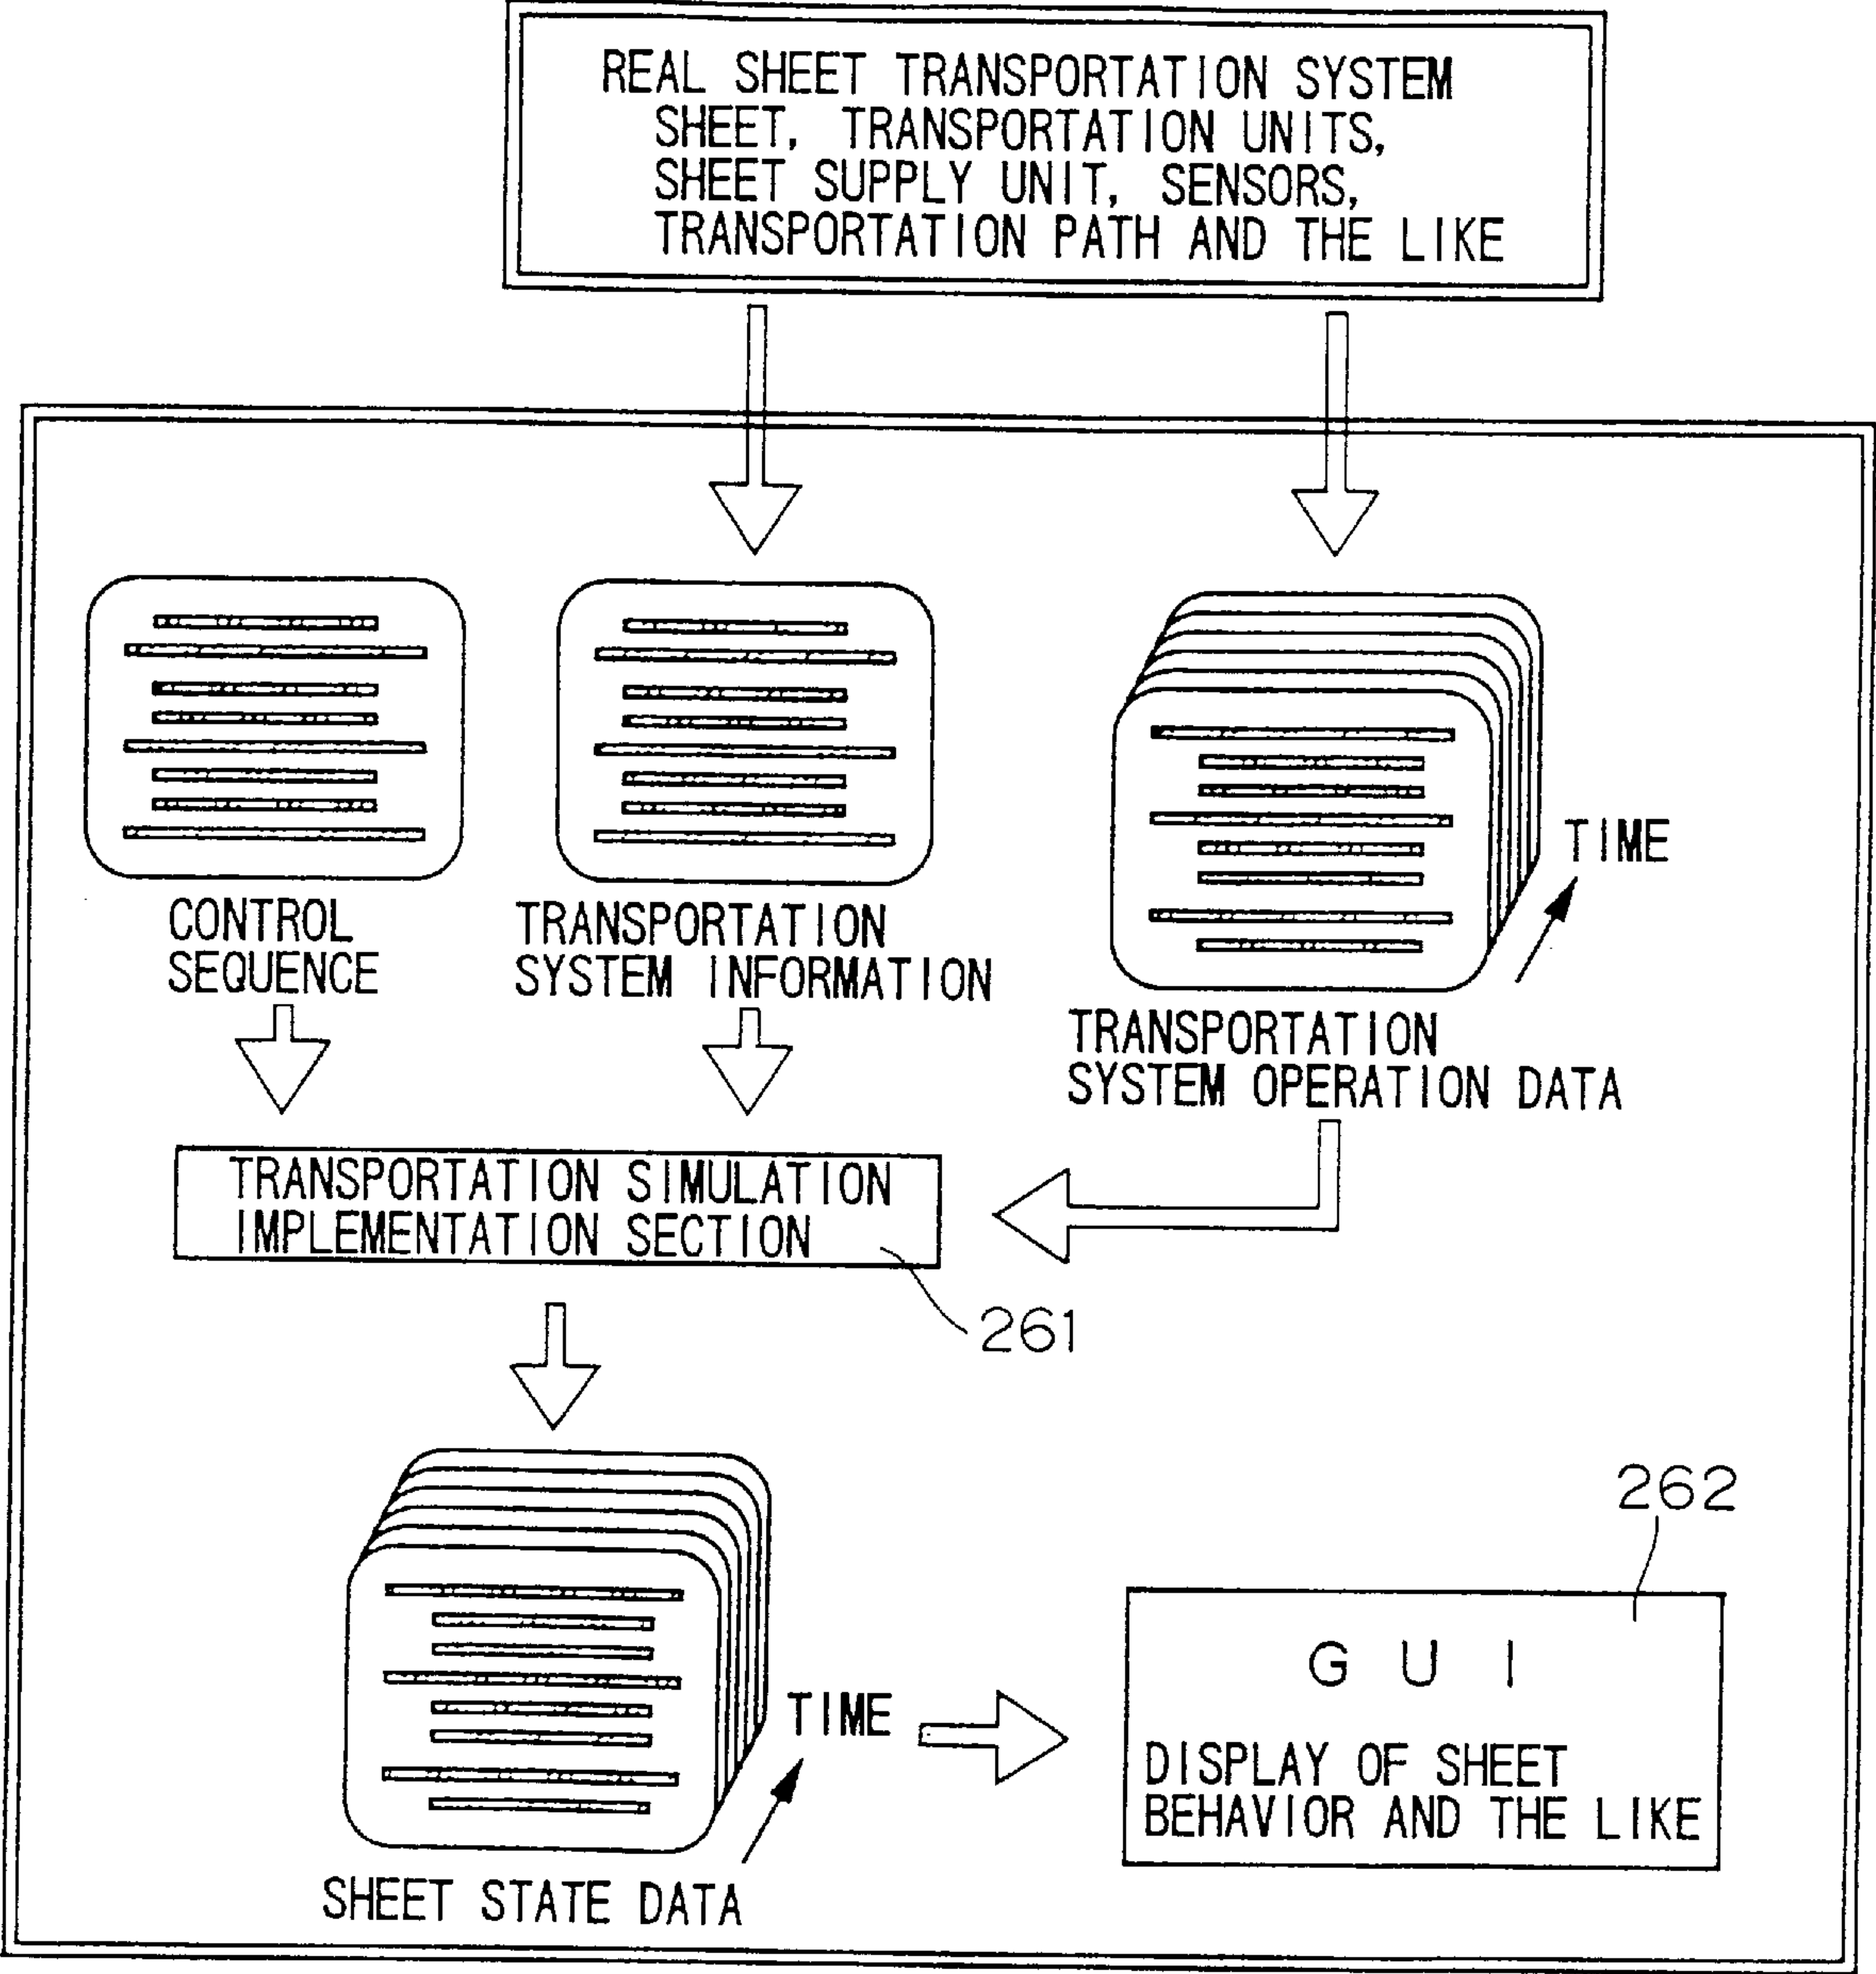 REAL SHEET TRANSPORTATION SYSTEM
SHEET, TRANSPORTATION UNITS,
SHEET SUPPLY UNIT, SENSORS,
TRANSPORTATION PATH AND THE LIKE
CONTROL
SEQUENCE
TRANSPORTATION
SYSTEM INFORMATION
TIME
TRANSPORTATION
SYSTEM OPERATION DATA
TRANSPORTATION SIMULATION
IMPLEMENTATION SECTION
261
TIME
SHEET STATE DATA
262
G U I
DISPLAY OF SHEET
BEHAVIOR AND THE LIKE